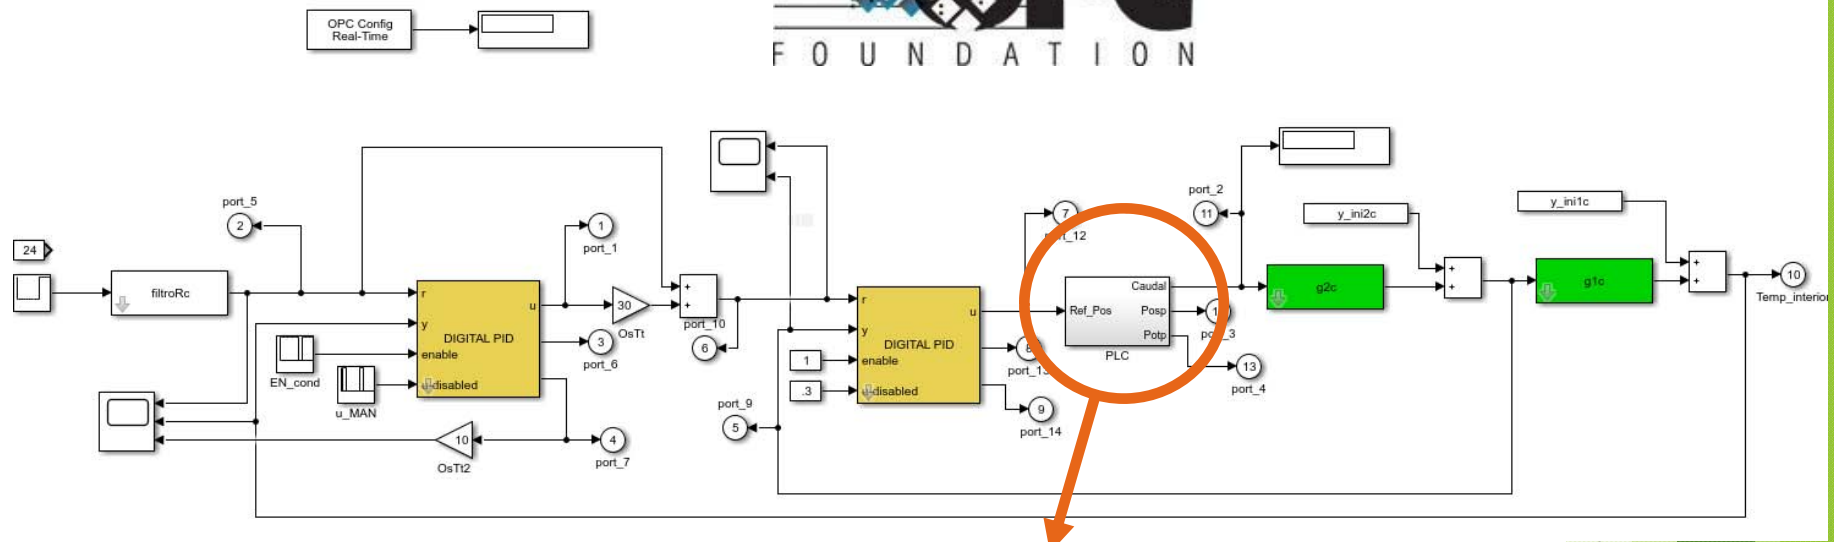 OPC Config
Real-Time
FOUNDATION
port_5
2
24
filtroRc
r
y
enable
u
DIGITAL PID
EN_cond
u_MAN
1
port_1
30
OsTt
3
port_6
10
OsTt2
4
port_7
+
+
port_10
6
port_9
5
1
.3
r
y
enable
u
DIGITAL PID
7
8
9
port_14
Ref_Pos
Caudal
Posp
Potp
PLC
port_2
11
13
port_4
g2c
y_ini2c
+
+
g1c
y_ini1c
+
+
10
Temp_interior